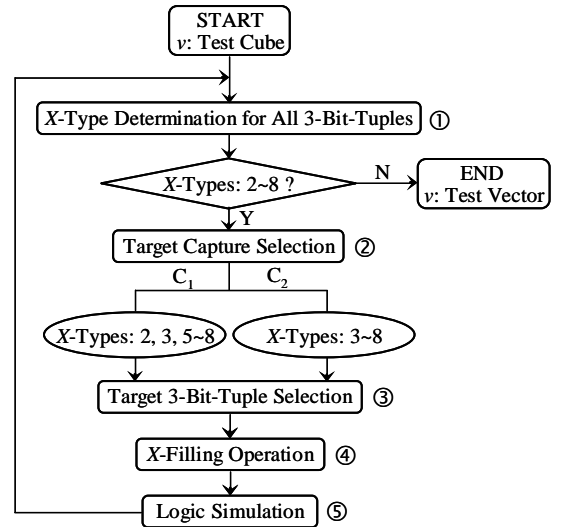 START
v: Test Cube
X-Type Determination for All 3-Bit-Tuples ①
X-Types: 2~8 ?
N
END
v: Test Vector
Y
Target Capture Selection ②
C₁ C₂
X-Types: 2, 3, 5~8
X-Types: 3~8
Target 3-Bit-Tuple Selection ③
X-Filling Operation ④
Logic Simulation ⑤